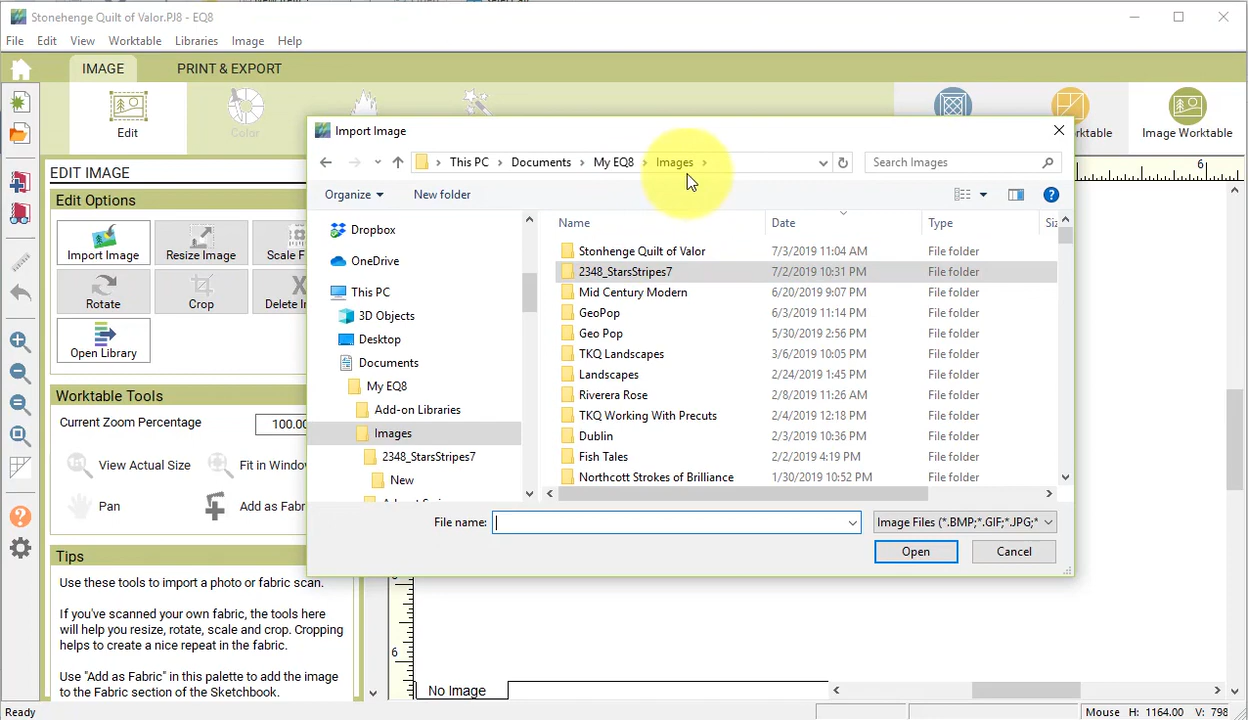 Stonehenge Quilt of Valor.PJ8 - EQ8
File Edit View Worktable Libraries Image Help
IMAGE PRINT & EXPORT
Edit
Color
Image Worktable
EDIT IMAGE
Edit Options
Import Image
Resize Image
Rotate
Crop
Open Library
Worktable Tools
Current Zoom Percentage
View Actual Size
Pan
Tips
Use these tools to import a photo or fabric scan.
If you've scanned your own fabric, the tools here
will help you resize, rotate, scale and crop. Cropping
helps to create a nice repeat in the fabric.
Use "Add as Fabric" in this palette to add the image
to the Fabric section of the Sketchbook.
Import Image
This PC > Documents > My EQ8 > Images >
Search Images
Organize New folder
Dropbox
OneDrive
This PC
3D Objects
Desktop
Documents
My EQ8
Add-on Libraries
Images
2348_StarsStripes7
New
Name Date Type
Stonhenge Quilt of Valor 7/3/2019 11:04 AM File folder
2348_StarsStripes7 7/2/2019 10:31 PM File folder
Mid Century Modern 6/20/2019 9:07 PM File folder
GeoPop 6/3/2019 11:14 PM File folder
Geo Pop 5/30/2019 2:56 PM File folder
TKQ Landscapes 3/6/2019 10:05 PM File folder
Landscapes 2/24/2019 1:45 PM File folder
Riverera Rose 2/8/2019 11:26 AM File folder
TKQ Working With Precuts 2/4/2019 12:18 PM File folder
Dublin 2/3/2019 10:36 PM File folder
Fish Tales 2/2/2019 4:19 PM File folder
Northcott Strokes of Brilliance 1/30/2019 10:52 PM File folder
File name:
Image Files (*.BMP;*.GIF;*.JPG;*
Open Cancel
6
6
No Image
Ready
Mouse H: 1164.00 V: 798